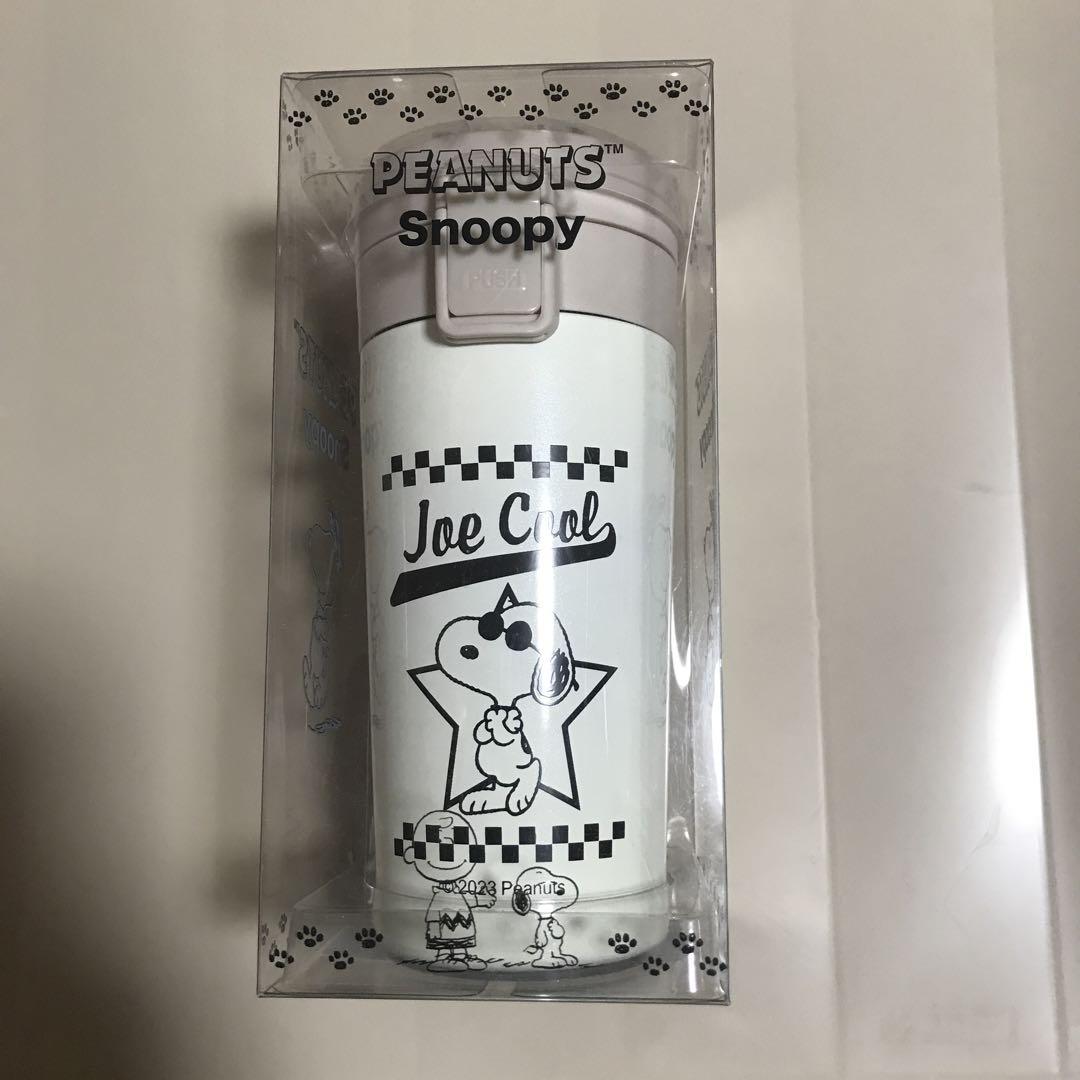 PEANUTS™
Snoopy
PUSH
Joe Cool
© 2023 Peanuts